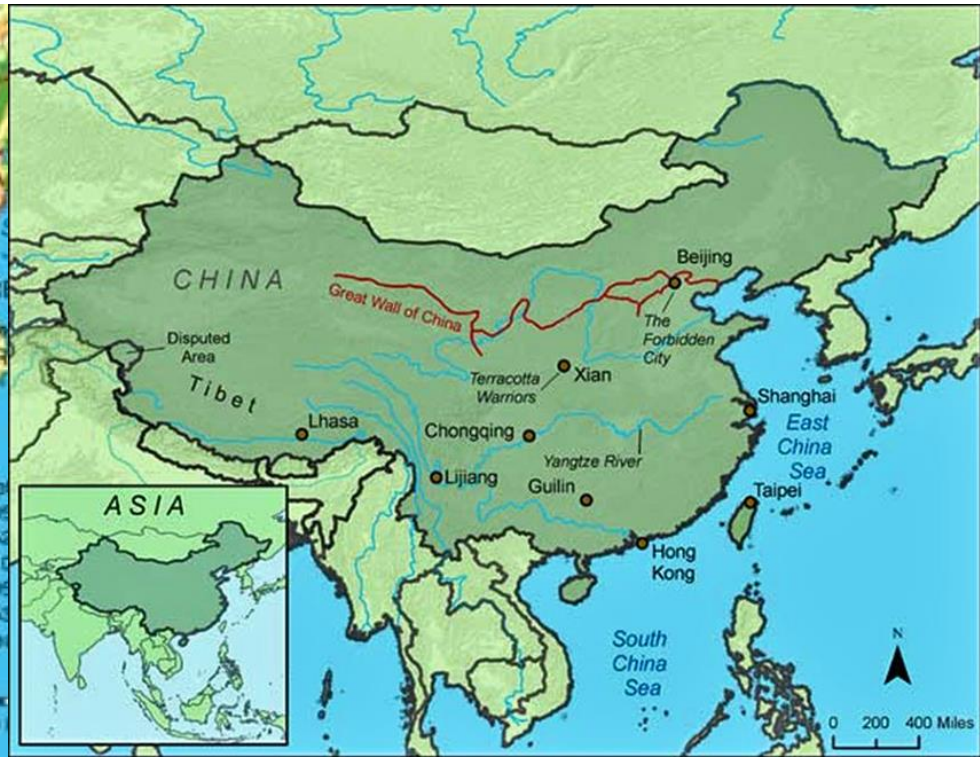 Beijing
CHINA
Great Wall of China
The
Forbidden
City
Disputed
Area
Terracotta
Warriors
Xian
Tibet
Shanghai
Lhasa
Chongqing
East
China
Sea
Yangtze River
Lijiang
Guilin
Taipei
ASIA
Hong
Kong
South
China
Sea
N
0 200 400 Miles